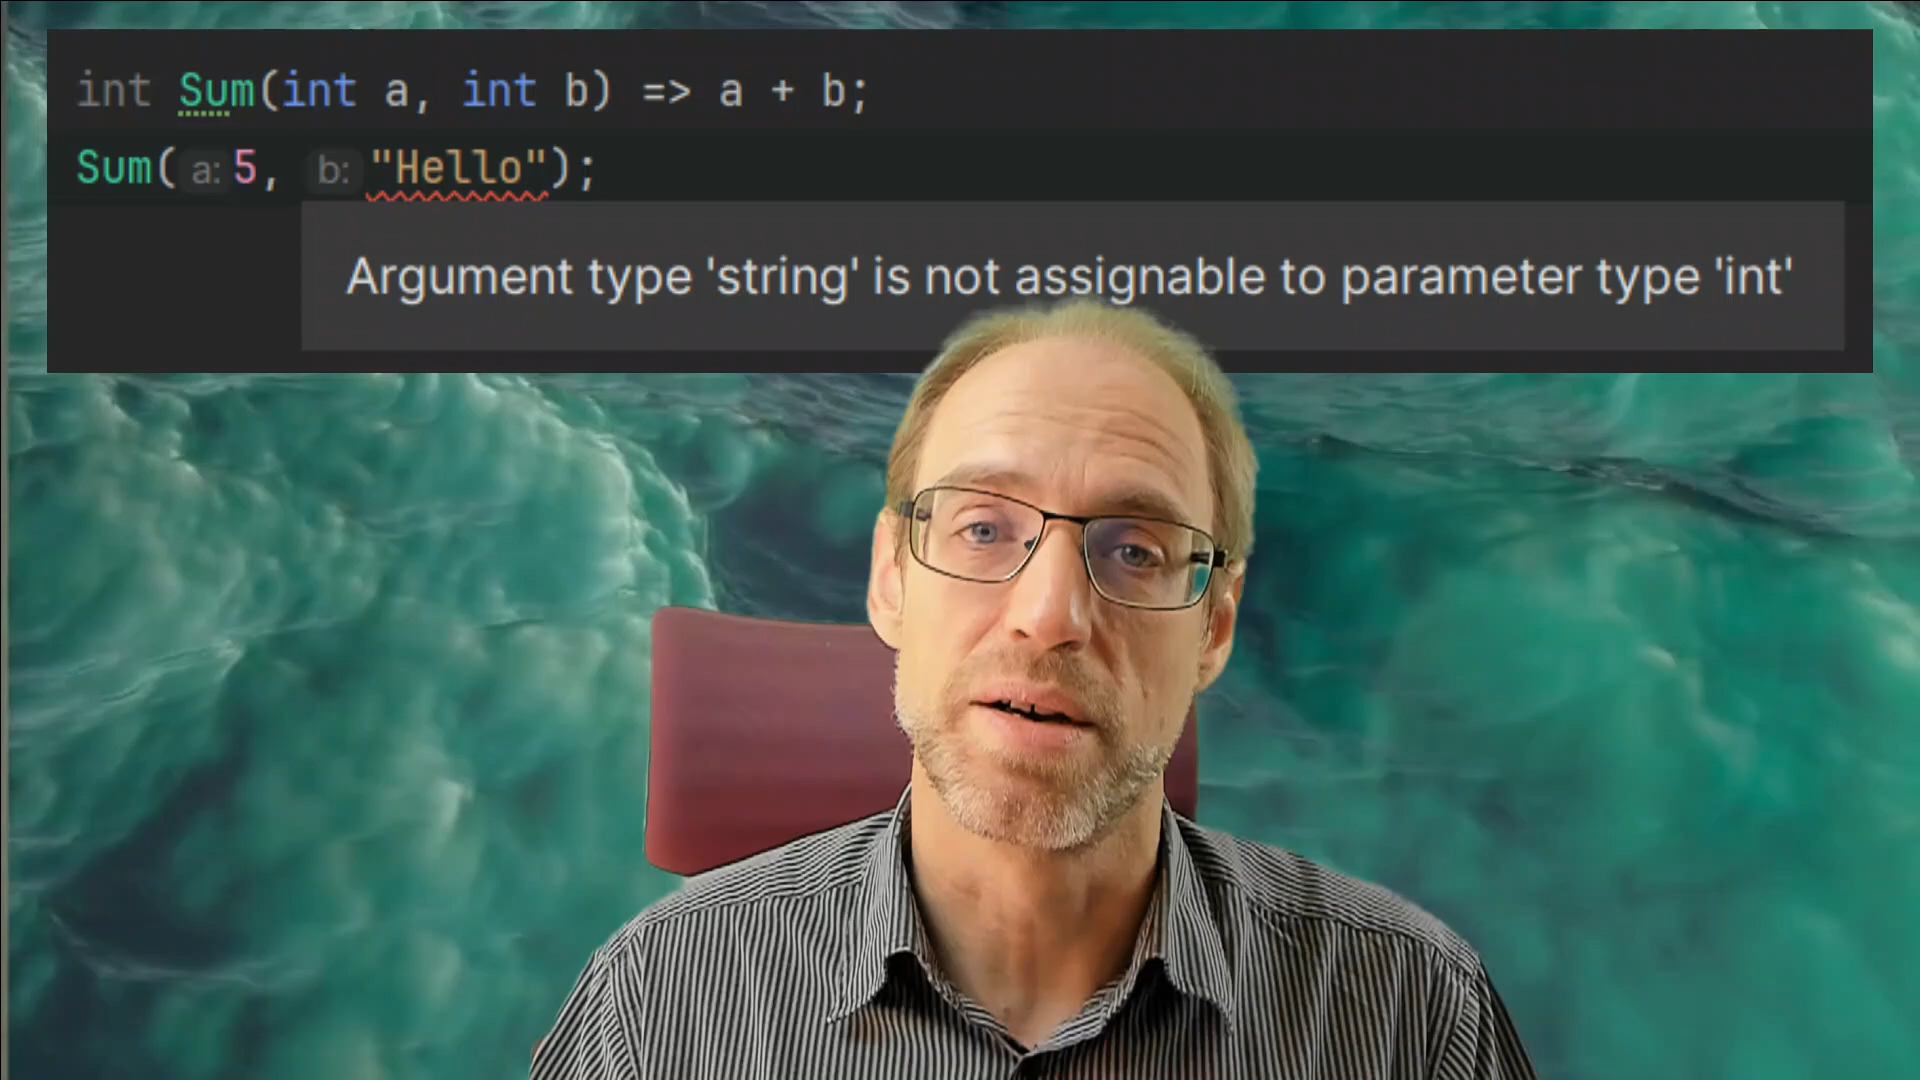 int Sum(int a, int b) => a + b;
Sum( a: 5, b: "Hello");
Argument type 'string' is not assignable to parameter type 'int'